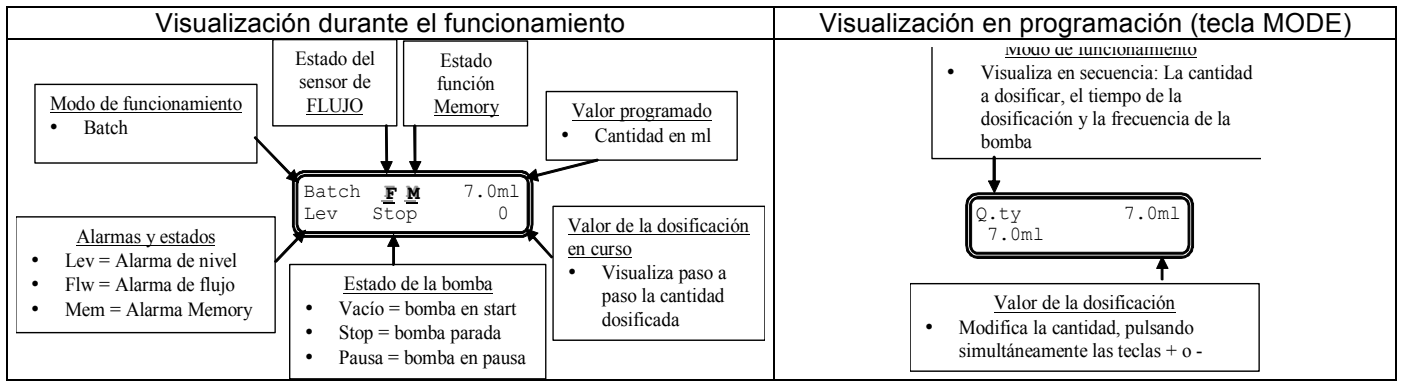 Visualización durante el funcionamiento
Visualización en programación (tecla MODE)
Estado del
sensor de
FLUJO
Estado
función
Memory
Modo de funcionamiento
• Batch
Valor programado
• Cantidad en ml
Batch F M 7.0ml
Lev Stop 0
Alarmas y estados
• Lev = Alarma de nivel
• Flw = Alarma de flujo
• Mem = Alarma Memory
Estado de la bomba
• Vacío = bomba en start
• Stop = bomba parada
• Pausa = bomba en pausa
Valor de la dosificación
en curso
• Visualiza paso a
paso la cantidad
dosificada
Modo de funcionamiento
• Visualiza en secuencia: La cantidad
a dosificar, el tiempo de la
dosificación y la frecuencia de la
bomba
Q.ty 7.0ml
7.0ml
Valor de la dosificación
• Modifica la cantidad, pulsando
simultáneamente las teclas + o -